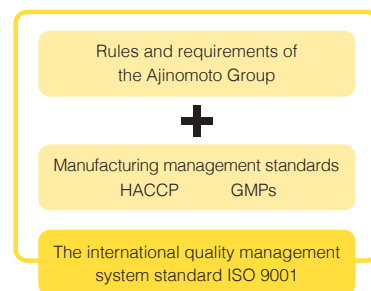 Rules and requirements of
the Ajinomoto Group
+
Manufacturing management standards
HACCP GMPs
The international quality management
system standard ISO 9001